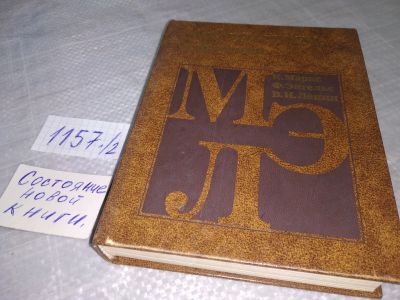 К. Маркс
Ф. Энгельс
В. И. Ленин
МЭЛ
1157./2
Состояние
новой
книги.